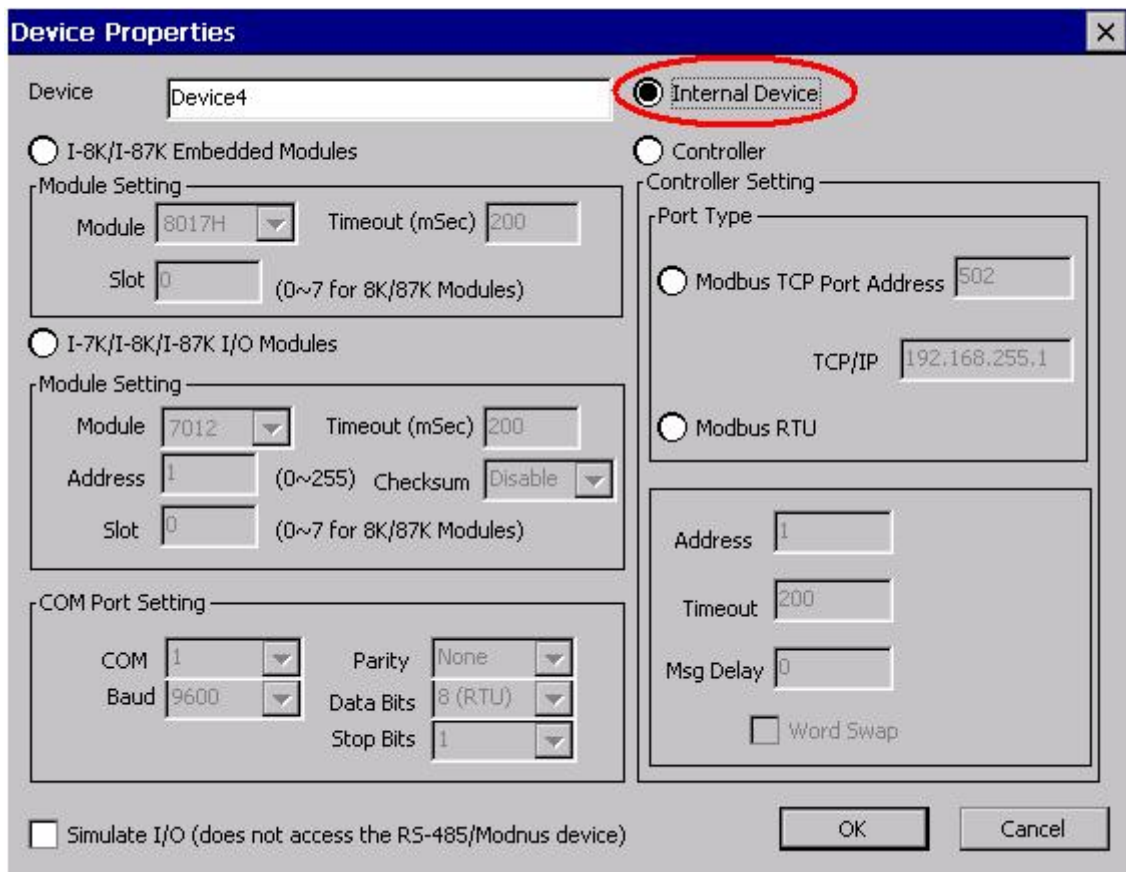 Device Properties
Device Device4 Internal Device
I-8K/I-87K Embedded Modules
Module Setting
Module 8017H Timeout (mSec) 200
Slot 0 (0~7 for 8K/87K Modules)
I-7K/I-8K/I-87K I/O Modules
Module Setting
Module 7012 Timeout (mSec) 200
Address 1 (0~255) Checksum Disable
Slot 0 (0~7 for 8K/87K Modules)
COM Port Setting
COM 1 Parity None
Baud 9600 Data Bits 8 (RTU)
Stop Bits 1
Controller
Controller Setting
Port Type
Modbus TCP Port Address 502
TCP/IP 192.168.255.1
Modbus RTU
Address 1
Timeout 200
Msg Delay 0
Word Swap
Simulate I/O (does not access the RS-485/Modnus device)
OK Cancel